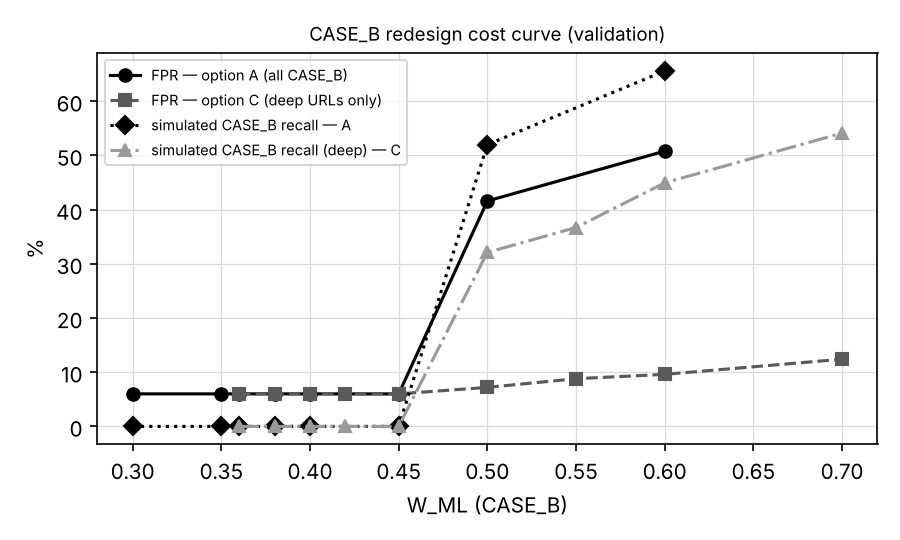 CASE_B redesign cost curve (validation)
FPR — option A (all CASE_B)
FPR — option C (deep URLs only)
simulated CASE_B recall — A
simulated CASE_B recall (deep) — C
%
60
50
40
30
20
10
0
0.30 0.35 0.40 0.45 0.50 0.55 0.60 0.65 0.70
W_ML (CASE_B)